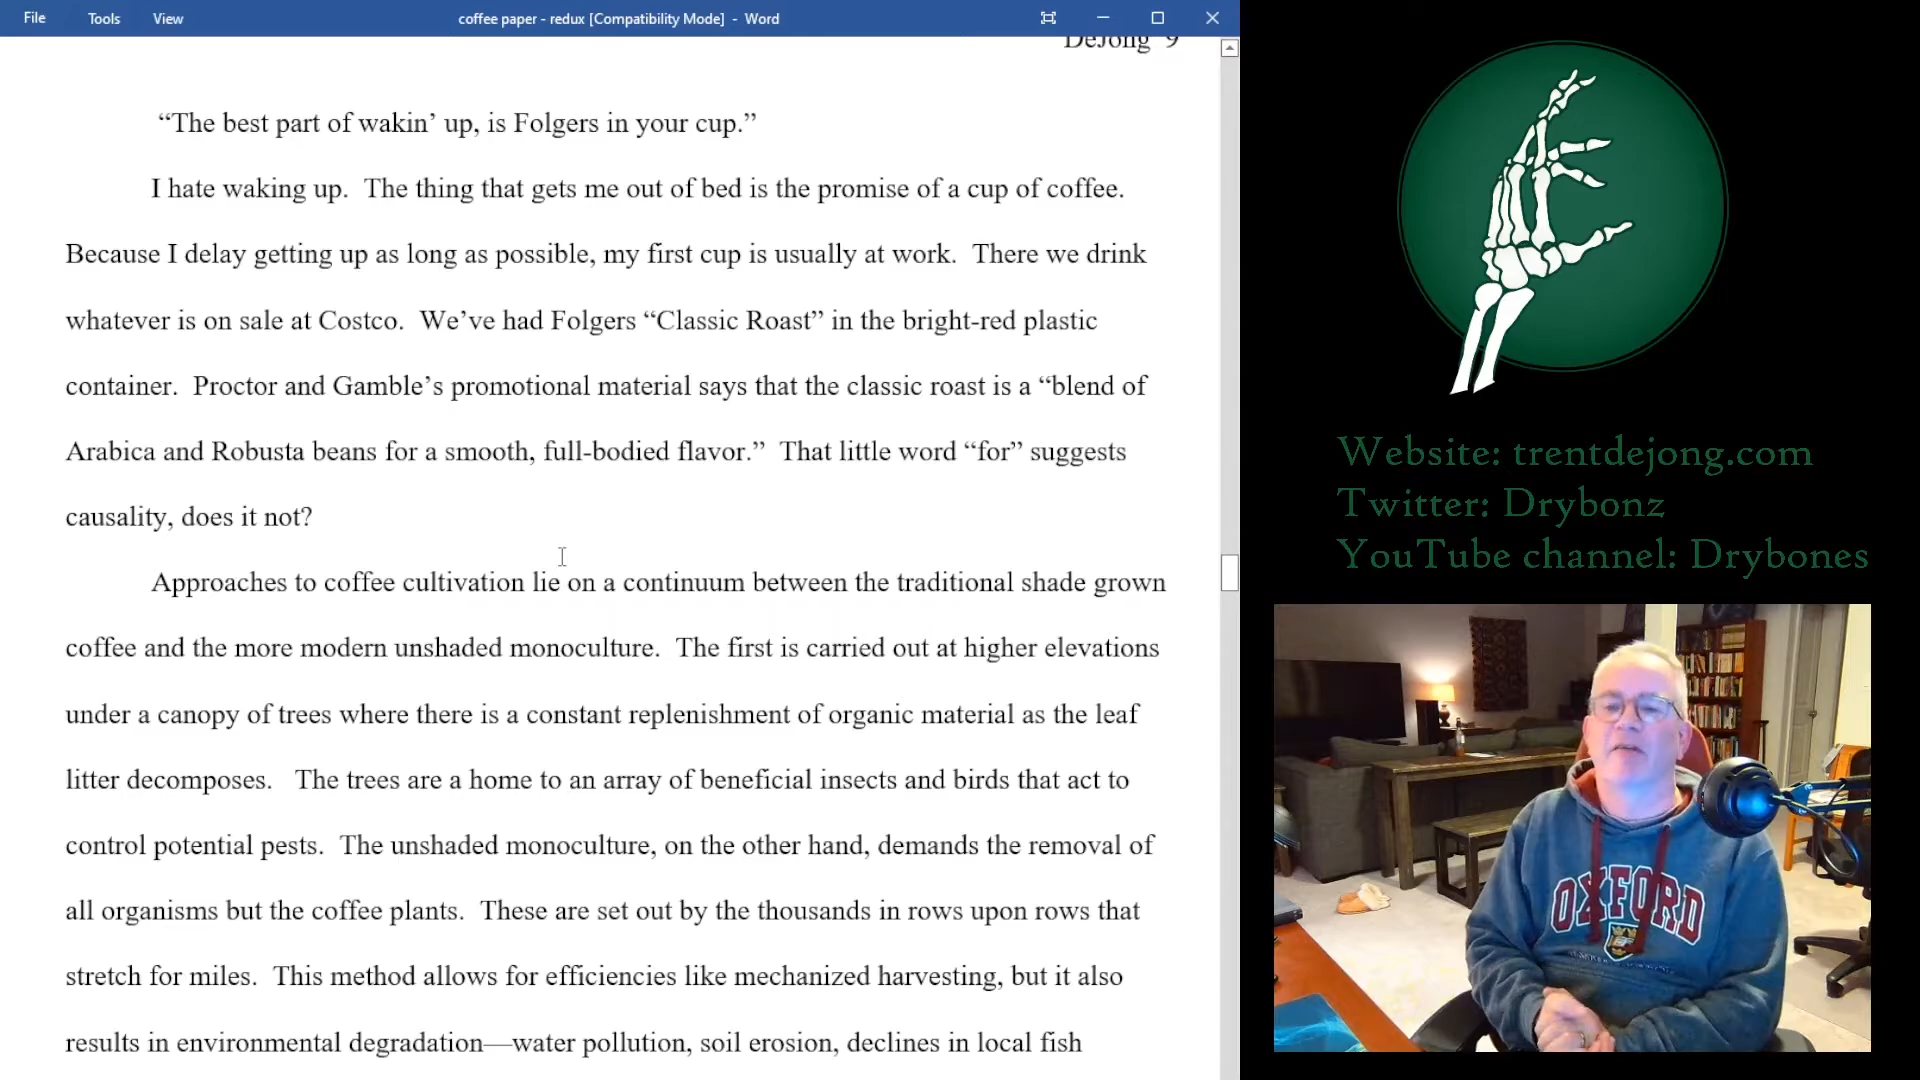 File Tools View coffee paper - redux [Compatibility Mode] - Word
DeJong 9
“The best part of wakin’ up, is Folgers in your cup.”
I hate waking up. The thing that gets me out of bed is the promise of a cup of coffee.
Because I delay getting up as long as possible, my first cup is usually at work. There we drink
whatever is on sale at Costco. We’ve had Folgers “Classic Roast” in the bright-red plastic
container. Proctor and Gamble’s promotional material says that the classic roast is a “blend of
Arabica and Robusta beans for a smooth, full-bodied flavor.” That little word “for” suggests
causality, does it not?
Approaches to coffee cultivation lie on a continuum between the traditional shade grown
coffee and the more modern unshaded monoculture. The first is carried out at higher elevations
under a canopy of trees where there is a constant replenishment of organic material as the leaf
litter decomposes. The trees are a home to an array of beneficial insects and birds that act to
control potential pests. The unshaded monoculture, on the other hand, demands the removal of
all organisms but the coffee plants. These are set out by the thousands in rows upon rows that
stretch for miles. This method allows for efficiencies like mechanized harvesting, but it also
results in environmental degradation—water pollution, soil erosion, declines in local fish
Website: trentdejong.com
Twitter: Drybonz
YouTube channel: Drybones
OXFORD